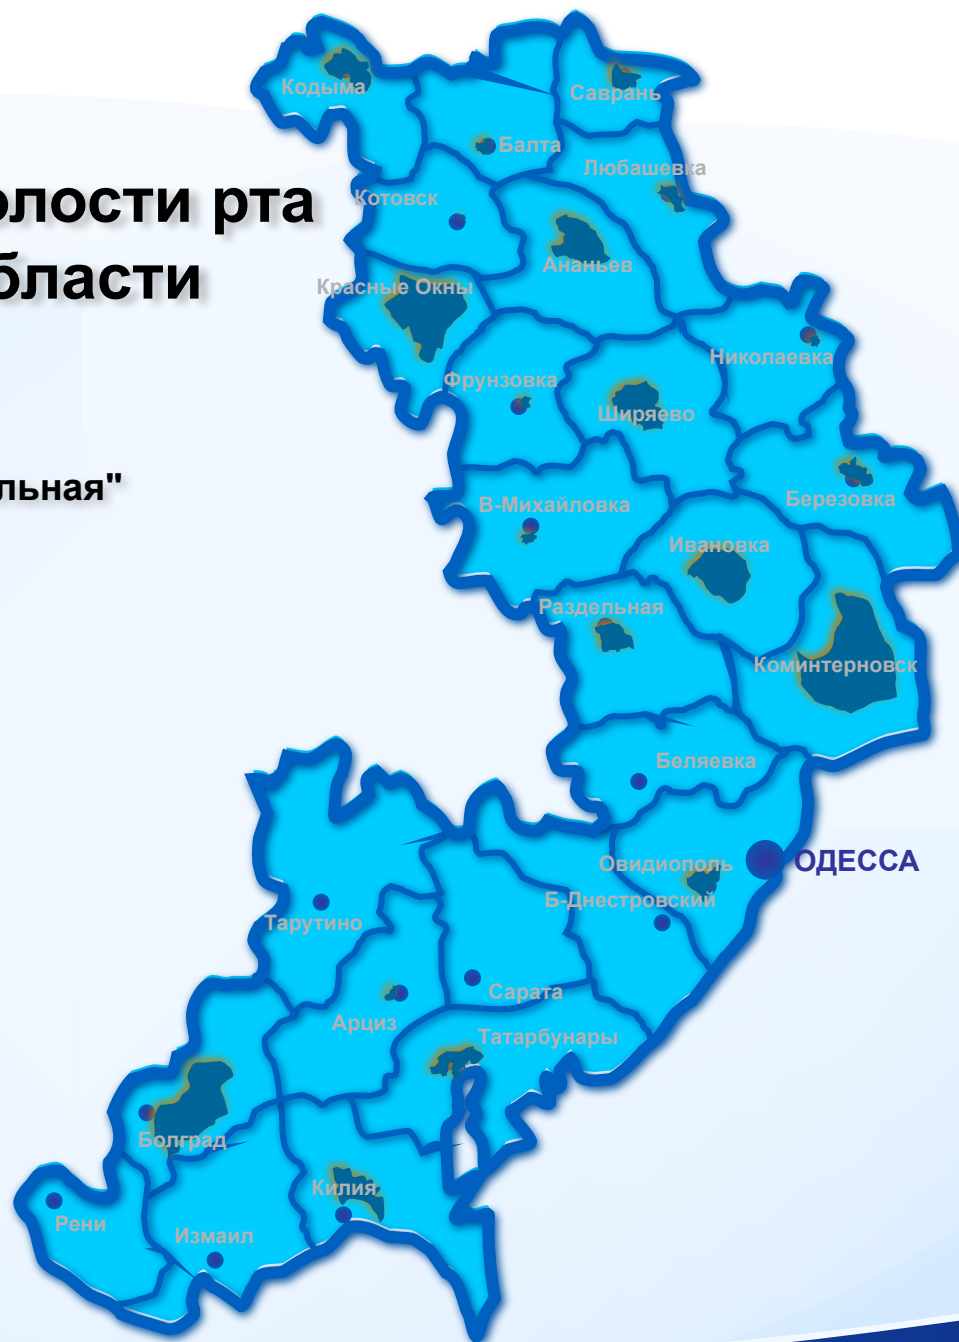 Кодыма
Саврань
Балта
Любашевка
олости рта
Котовск
бласти
Ананьев
Красные Окны
Николаевка
Фрунзовка
Ширяево
льная"
Березовка
В-Михайловка
Ивановка
Раздельная
Коминтерновск
Беляевка
Овидиополь
ОДЕССА
Б-Днестровский
Тарутино
Сарата
Арциз
Татарбунары
Болград
Килия
Рени
Измаил